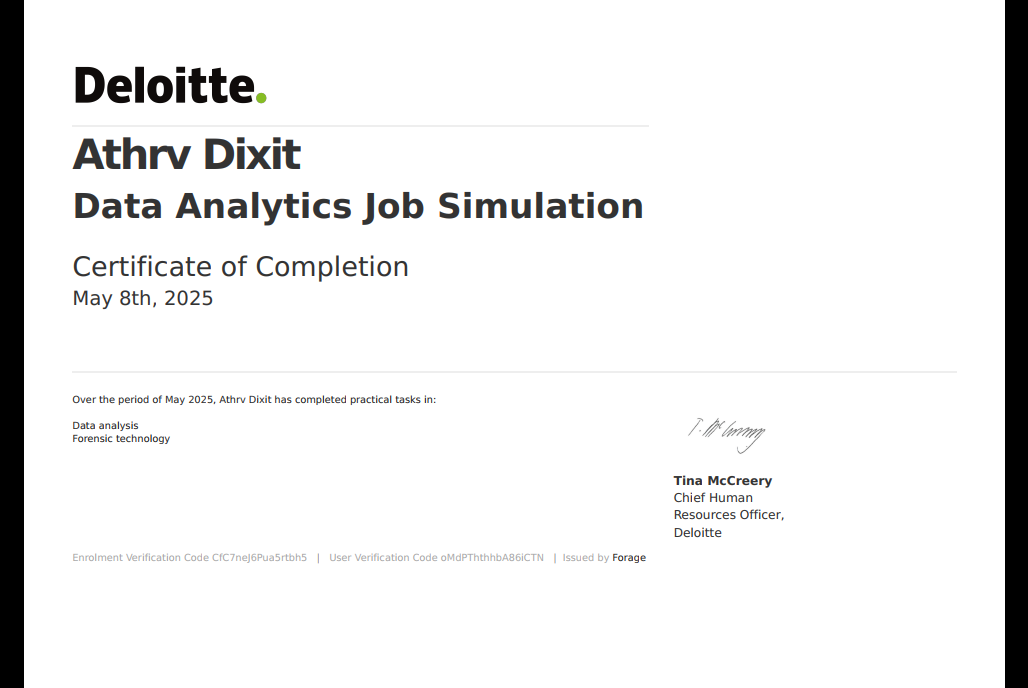 Deloitte.
Athrv Dixit
Data Analytics Job Simulation
Certificate of Completion
May 8th, 2025
Over the period of May 2025, Athrv Dixit has completed practical tasks in:
Data analysis
Forensic technology
T. McCreery
Tina McCreery
Chief Human
Resources Officer,
Deloitte
Enrolment Verification Code CfC7neJ6Pua5rtbh5 | User Verification Code oMdPThthhbA86iCTN | Issued by Forage